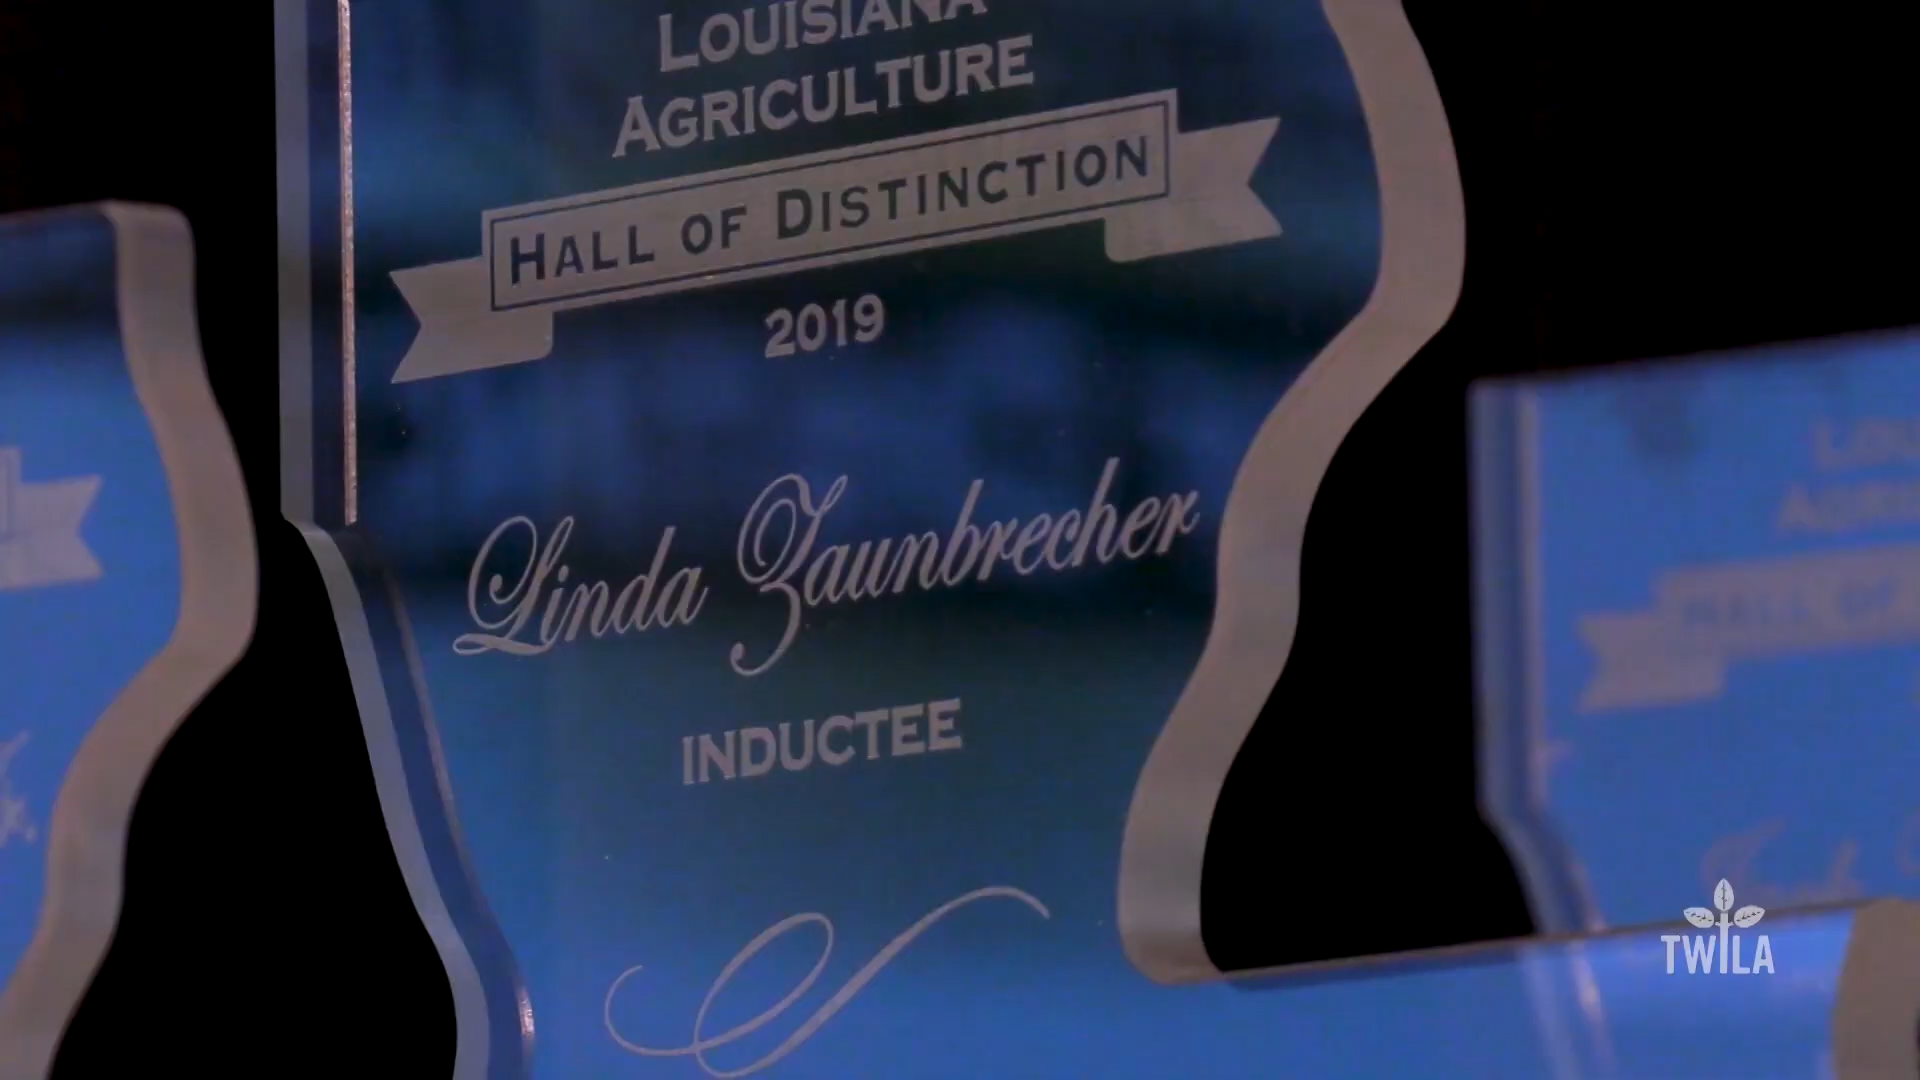 LOUISIANA
AGRICULTURE
HALL OF DISTINCTION
2019
Linda Zaunbrecher
INDUCTEE
TWILA